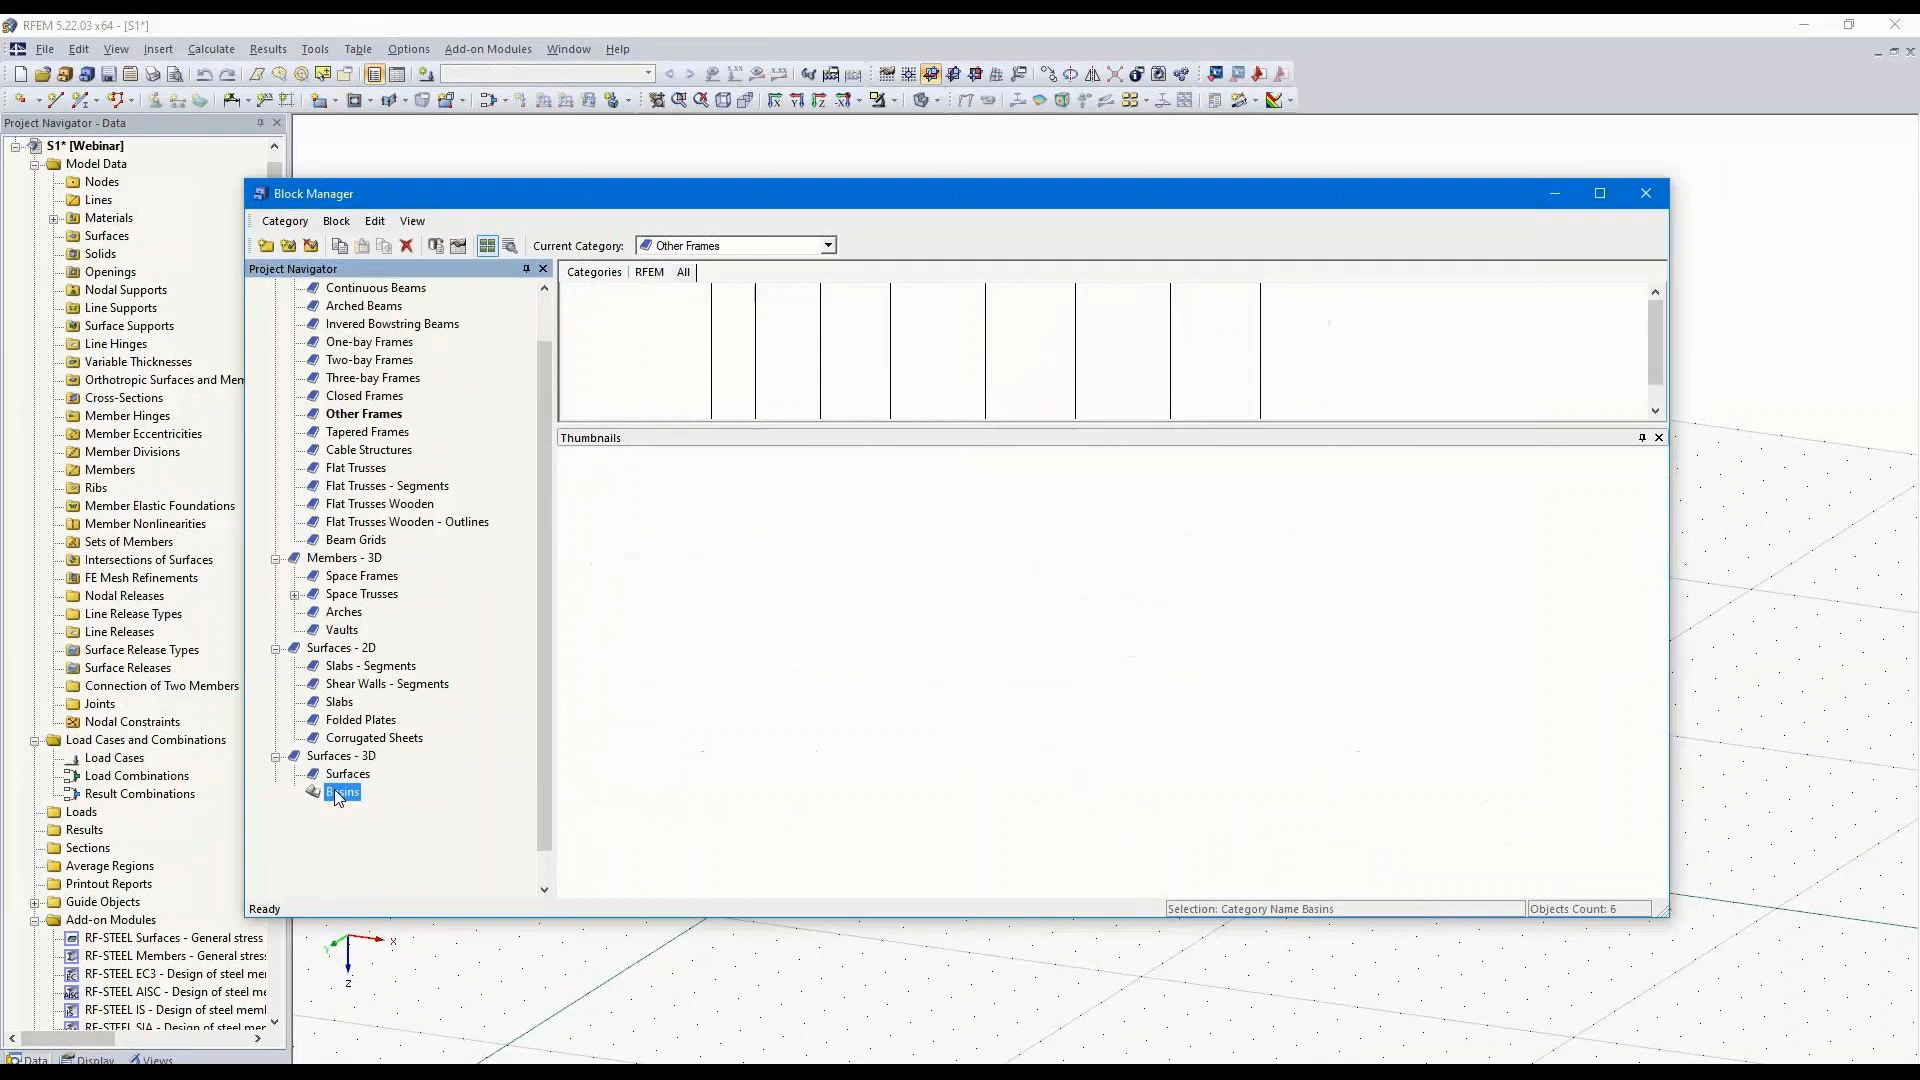 RFEM 5.22.03 x64 - [S1*]
File Edit View Insert Calculate Results Tools Table Options Add-on Modules Window Help
Project Navigator - Data
S1* [Webinar]
Model Data
Nodes
Lines
Materials
Surfaces
Solids
Openings
Nodal Supports
Line Supports
Surface Supports
Line Hinges
Variable Thicknesses
Orthotropic Surfaces and Mem
Cross-Sections
Member Hinges
Member Eccentricities
Member Divisions
Members
Ribs
Member Elastic Foundations
Member Nonlinearities
Sets of Members
Intersections of Surfaces
FE Mesh Refinements
Nodal Releases
Line Release Types
Line Releases
Surface Release Types
Surface Releases
Connection of Two Members
Joints
Nodal Constraints
Load Cases and Combinations
Load Cases
Load Combinations
Result Combinations
Loads
Results
Sections
Average Regions
Printout Reports
Guide Objects
Add-on Modules
RF-STEEL Surfaces - General stress
RF-STEEL Members - General stress
RF-STEEL EC3 - Design of steel me
RF-STEEL AISC - Design of steel me
RF-STEEL IS - Design of steel meml
RF-STEEL SIA - Design of steel mer
Data Display Views
Block Manager
Category Block Edit View
Current Category: Other Frames
Project Navigator
Continuous Beams
Arched Beams
Invered Bowstring Beams
One-bay Frames
Two-bay Frames
Three-bay Frames
Closed Frames
Other Frames
Tapered Frames
Cable Structures
Flat Trusses
Flat Trusses - Segments
Flat Trusses Wooden
Flat Trusses Wooden - Outlines
Beam Grids
Members - 3D
Space Frames
Space Trusses
Arches
Vaults
Surfaces - 2D
Slabs - Segments
Shear Walls - Segments
Slabs
Folded Plates
Corrugated Sheets
Surfaces - 3D
Surfaces
Basins
Categories RFEM All
Thumbnails
Ready
Selection: Category Name Basins
Objects Count: 6
Y X
Z